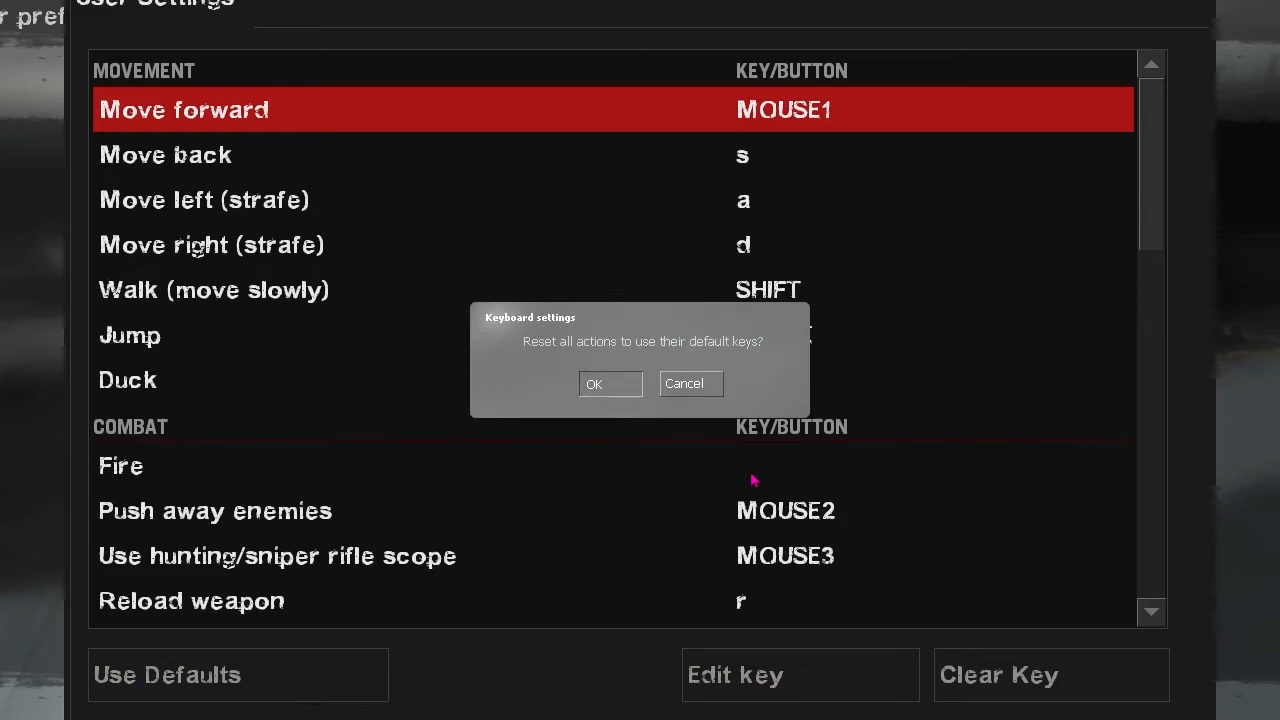 r pref
User Settings
MOVEMENT KEY/BUTTON
Move forward MOUSE1
Move back s
Move left (strafe) a
Move right (strafe) d
Walk (move slowly) SHIFT
Jump
Duck
Keyboard settings
Reset all actions to use their default keys?
OK Cancel
COMBAT KEY/BUTTON
Fire
Push away enemies MOUSE2
Use hunting/sniper rifle scope MOUSE3
Reload weapon r
Use Defaults Edit key Clear Key